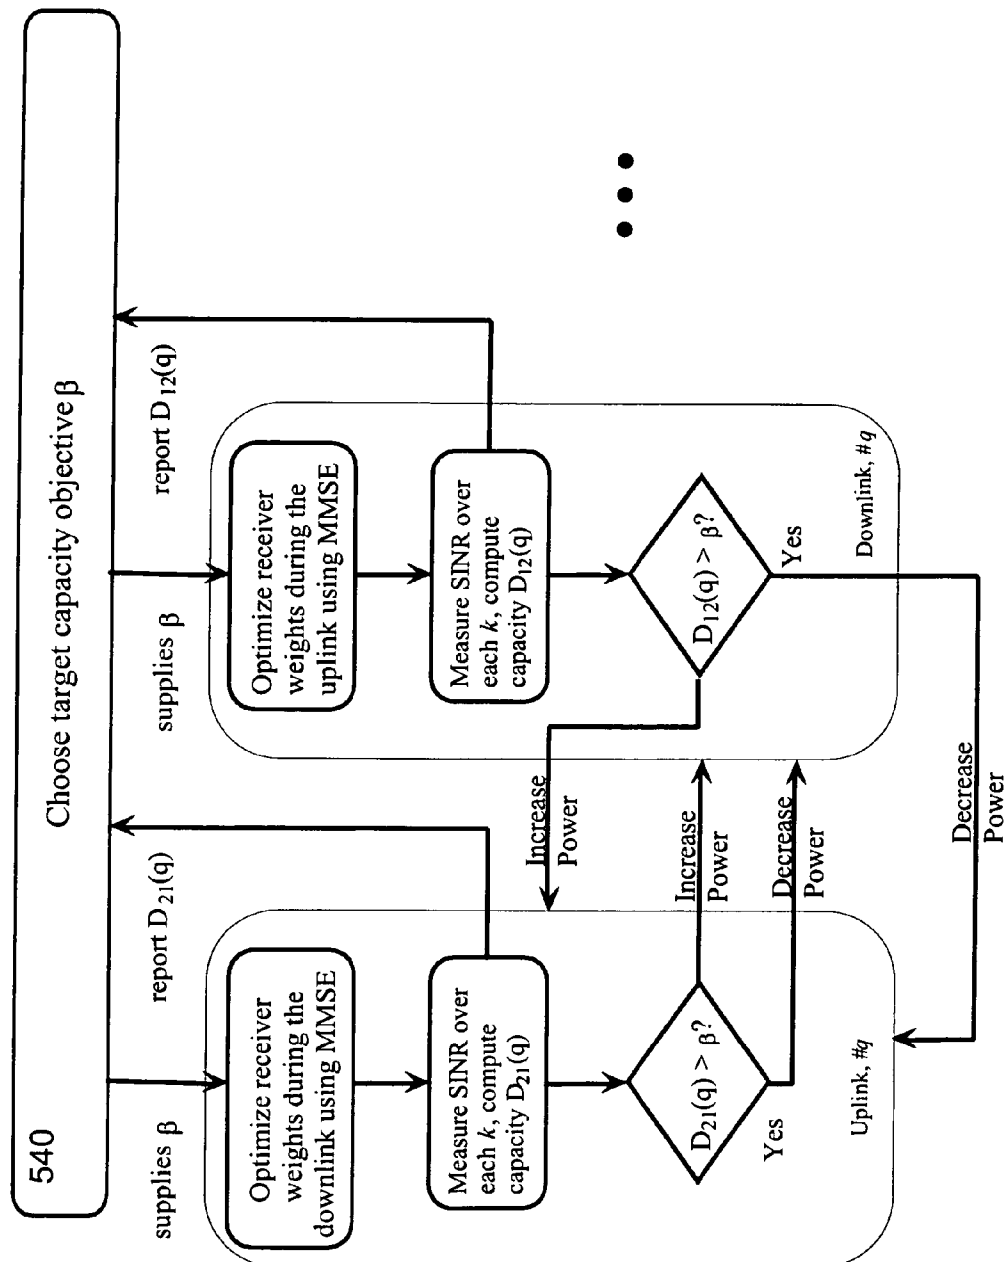 540
Choose target capacity objective β
supplies β
report D21(q)
supplies β
report D12(q)
Optimize receiver
weights during the
downlink using MMSE
Measure SINR over
each k, compute
capacity D21(q)
D21(q) > β?
Yes
Uplink, #q
Increase
Power
Increase
Power
Decrease
Power
Optimize receiver
weights during the
uplink using MMSE
Measure SINR over
each k, compute
capacity D12(q)
D12(q) > β?
Yes
Downlink, #q
Decrease
Power